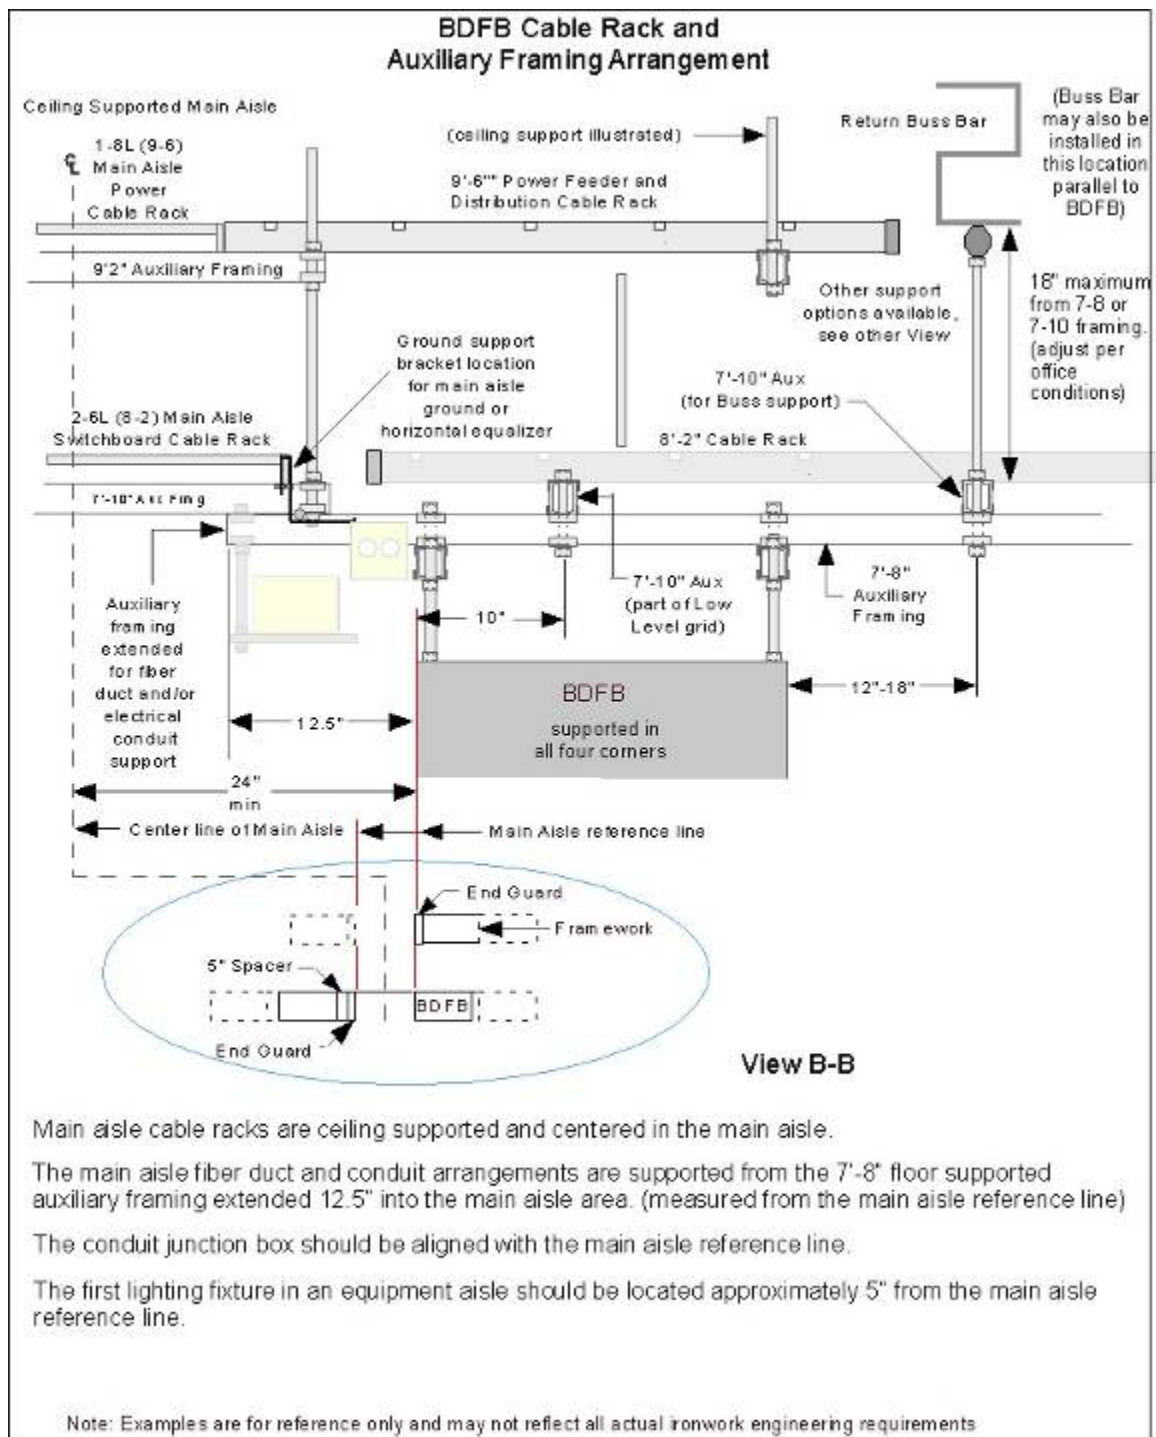 BDFB Cable Rack and
Auxiliary Framing Arrangement
Ceiling Supported Main Aisle
1-8L (9-6)
Main Aisle
Power
Cable Rack
(ceiling support illustrated)
9'-6"" Power Feeder and
Distribution Cable Rack
Return Buss Bar
(Buss Bar
may also be
installed in
this location
parallel to
BDFB)
9'2" Auxiliary Framing
Other support
options available,
see other View
18" maximum
from 7-8 or
7-10 framing.
(adjust per
office
conditions)
Ground support
bracket location
for main aisle
ground or
horizontal equalizer
7'-10" Aux
(for Buss support)
8'-2" Cable Rack
2-6L (8-2) Main Aisle
Switchboard Cable Rack
7'-10" Aux Fmg
Auxiliary
framing
extended
for fiber
duct and/or
electrical
conduit
support
10"
7'-10" Aux
(part of Low
Level grid)
7'-8"
Auxiliary
Framing
12.5"
BDFB
supported in
all four corners
12"-18"
24"
min
Center line of Main Aisle
Main Aisle reference line
End Guard
Framework
5" Spacer
BDFB
End Guard
View B-B
Main aisle cable racks are ceiling supported and centered in the main aisle.
The main aisle fiber duct and conduit arrangements are supported from the 7'-8" floor supported
auxiliary framing extended 12.5" into the main aisle area. (measured from the main aisle reference line)
The conduit junction box should be aligned with the main aisle reference line.
The first lighting fixture in an equipment aisle should be located approximately 5" from the main aisle
reference line.
Note: Examples are for reference only and may not reflect all actual ironwork engineering requirements